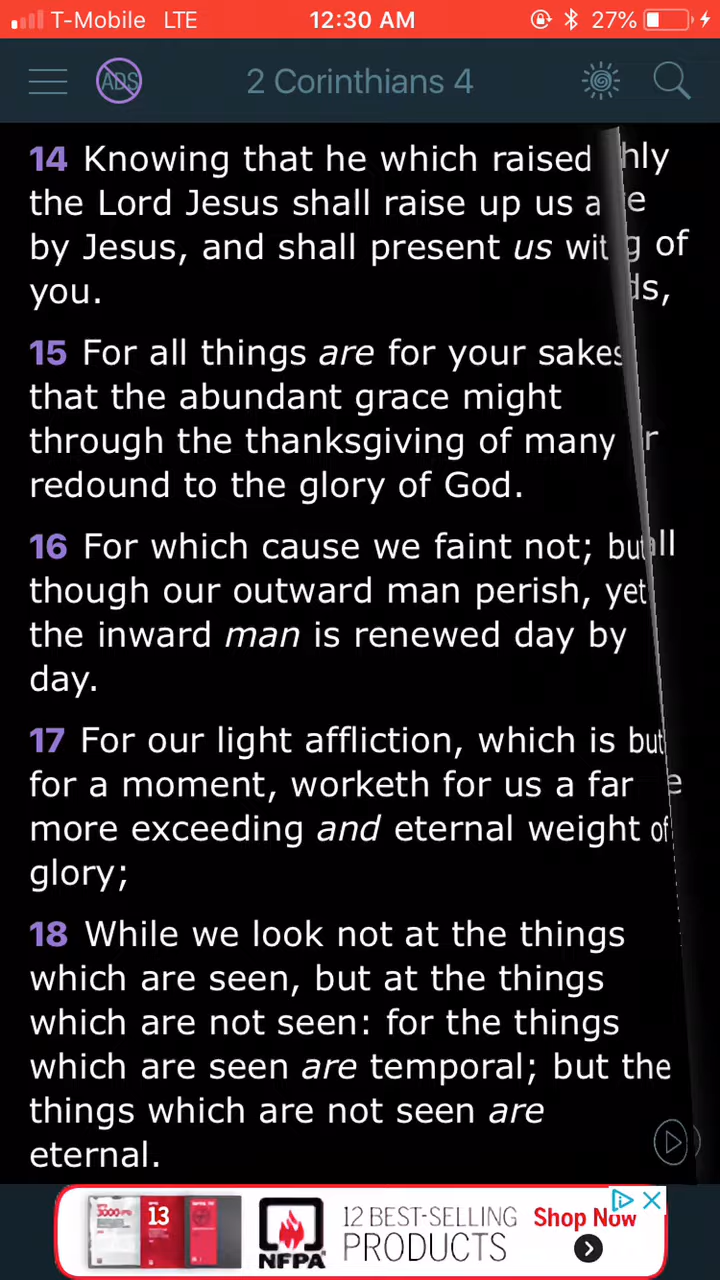 T-Mobile LTE 12:30 AM 27%
ADS 2 Corinthians 4
14 Knowing that he which raised
the Lord Jesus shall raise up us a
by Jesus, and shall present us wit
you.
15 For all things are for your sakes
that the abundant grace might
through the thanksgiving of many
redound to the glory of God.
16 For which cause we faint not; but
though our outward man perish, yet
the inward man is renewed day by
day.
17 For our light affliction, which is but
for a moment, worketh for us a far
more exceeding and eternal weight of
glory;
18 While we look not at the things
which are seen, but at the things
which are not seen: for the things
which are seen are temporal; but the
things which are not seen are
eternal.
hly
e
g of
ds,
r
all
e
13
NFPA
12 BEST-SELLING
PRODUCTS
Shop Now